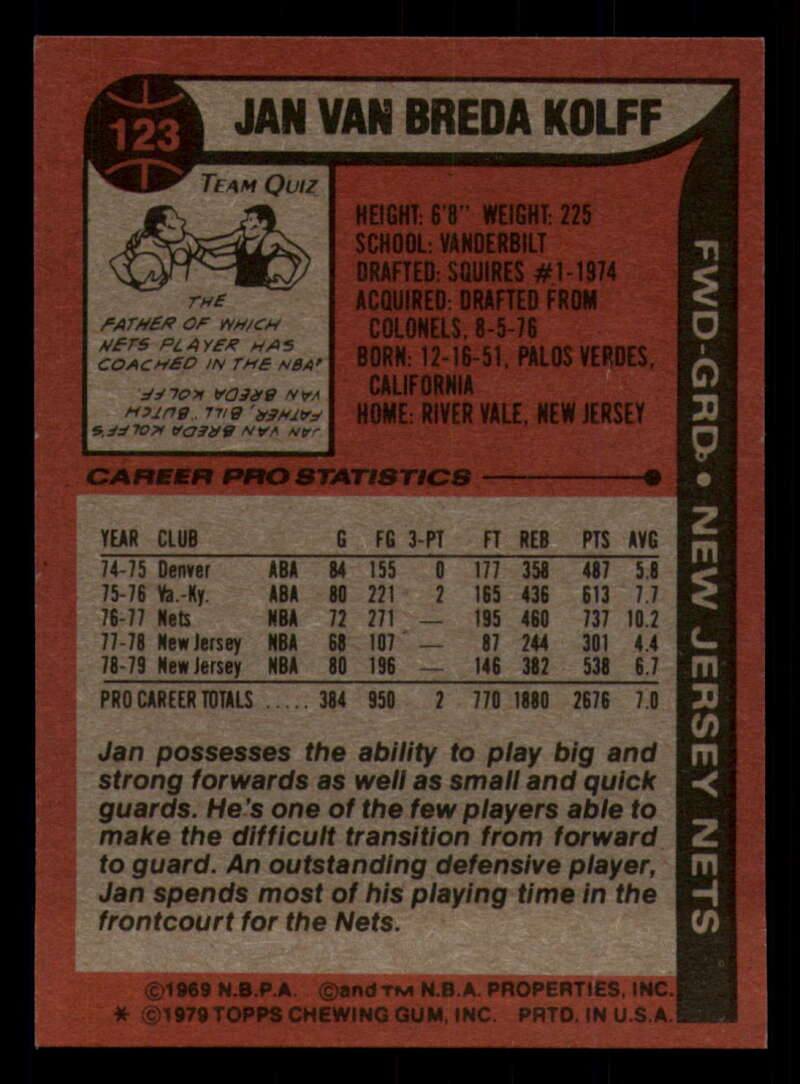 123
JAN VAN BREDA KOLFF
TEAM QUIZ
THE
FATHER OF WHICH
NETS PLAYER HAS
COACHED IN THE NBA?
JAN VAN BREDA KOLFF'S
FATHER, BILL "BUTCH"
VAN BREDA KOLFF.
HEIGHT: 6'8" WEIGHT: 225
SCHOOL: VANDERBILT
DRAFTED: SQUIRES #1-1974
ACQUIRED: DRAFTED FROM
COLONELS, 8-5-76
BORN: 12-16-51, PALOS VERDES,
CALIFORNIA
HOME: RIVER VALE, NEW JERSEY
FWD-GRD. • NEW JERSEY NETS
CAREER PRO STATISTICS
YEAR CLUB G FG 3-PT FT REB PTS AVG
74-75 Denver ABA 84 155 0 177 358 487 5.8
75-76 Va.-Ky. ABA 80 221 2 165 436 613 7.7
76-77 Nets NBA 72 271 — 195 460 737 10.2
77-78 New Jersey NBA 68 107 — 87 244 301 4.4
78-79 New Jersey NBA 80 196 — 146 382 538 6.7
PRO CAREER TOTALS ..... 384 950 2 770 1880 2676 7.0
Jan possesses the ability to play big and
strong forwards as well as small and quick
guards. He's one of the few players able to
make the difficult transition from forward
to guard. An outstanding defensive player,
Jan spends most of his playing time in the
frontcourt for the Nets.
©1969 N.B.P.A. ©and TM N.B.A. PROPERTIES, INC.
* ©1979 TOPPS CHEWING GUM, INC. PRTD. IN U.S.A.